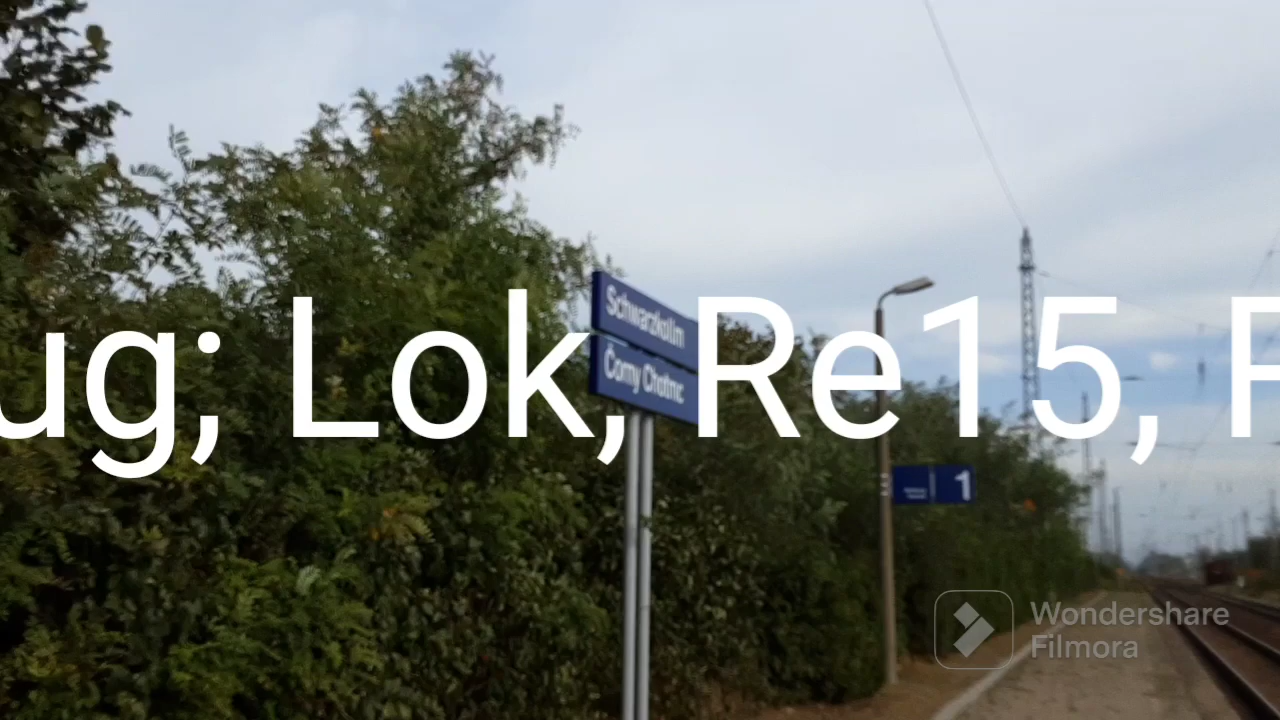 ug; Lok, Re15, F
Schwarzkollm
Čorny Chołmc
1
Wondershare
Filmora